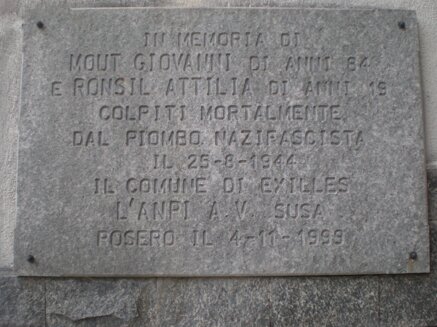 IN MEMORIA DI
MOUT GIOVANNI DI ANNI 84
E RONSIL ATTILIA DI ANNI 19
COLPITI MORTALMENTE
DAL PIOMBO NAZIFASCISTA
IL 25-8-1944
IL COMUNE DI EXILLES
L'ANPI A.V. SUSA
POSERO IL 4-11-1999